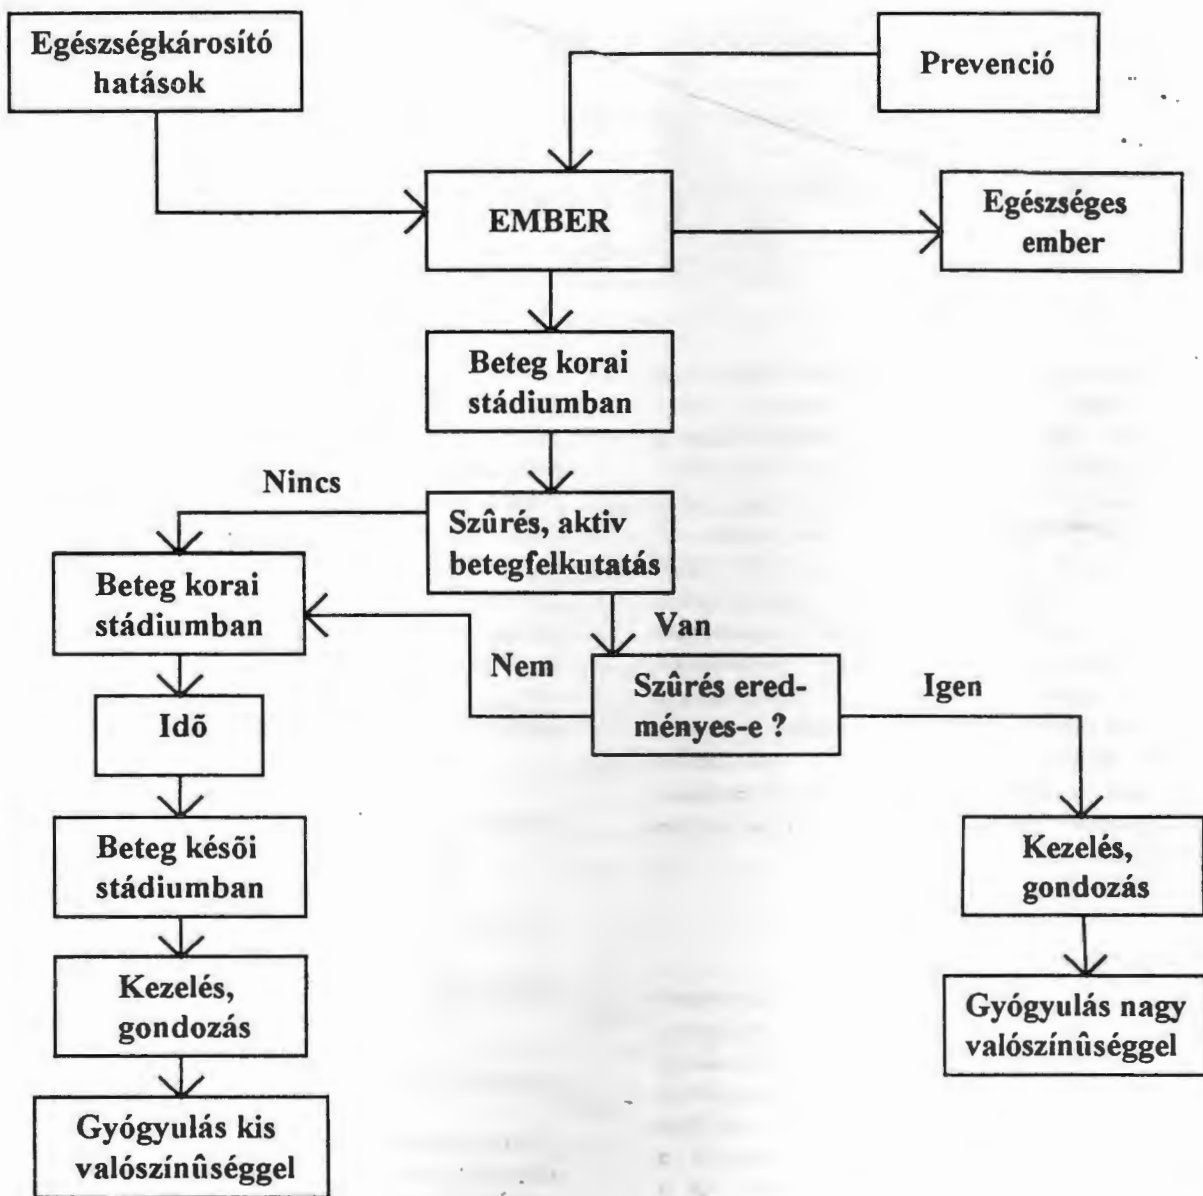 Egészségkárosító
hatások
Prevenció
EMBER
Egészséges
ember
Beteg korai
stádiumban
Nincs
Szûrés, aktiv
betegfelkutatás
Beteg korai
stádiumban
Van
Nem
Szûrés ered-
ményes-e ?
Igen
Idõ
Beteg késõi
stádiumban
Kezelés,
gondozás
Kezelés,
gondozás
Gyógyulás nagy
valószínûséggel
Gyógyulás kis
valószínûséggel